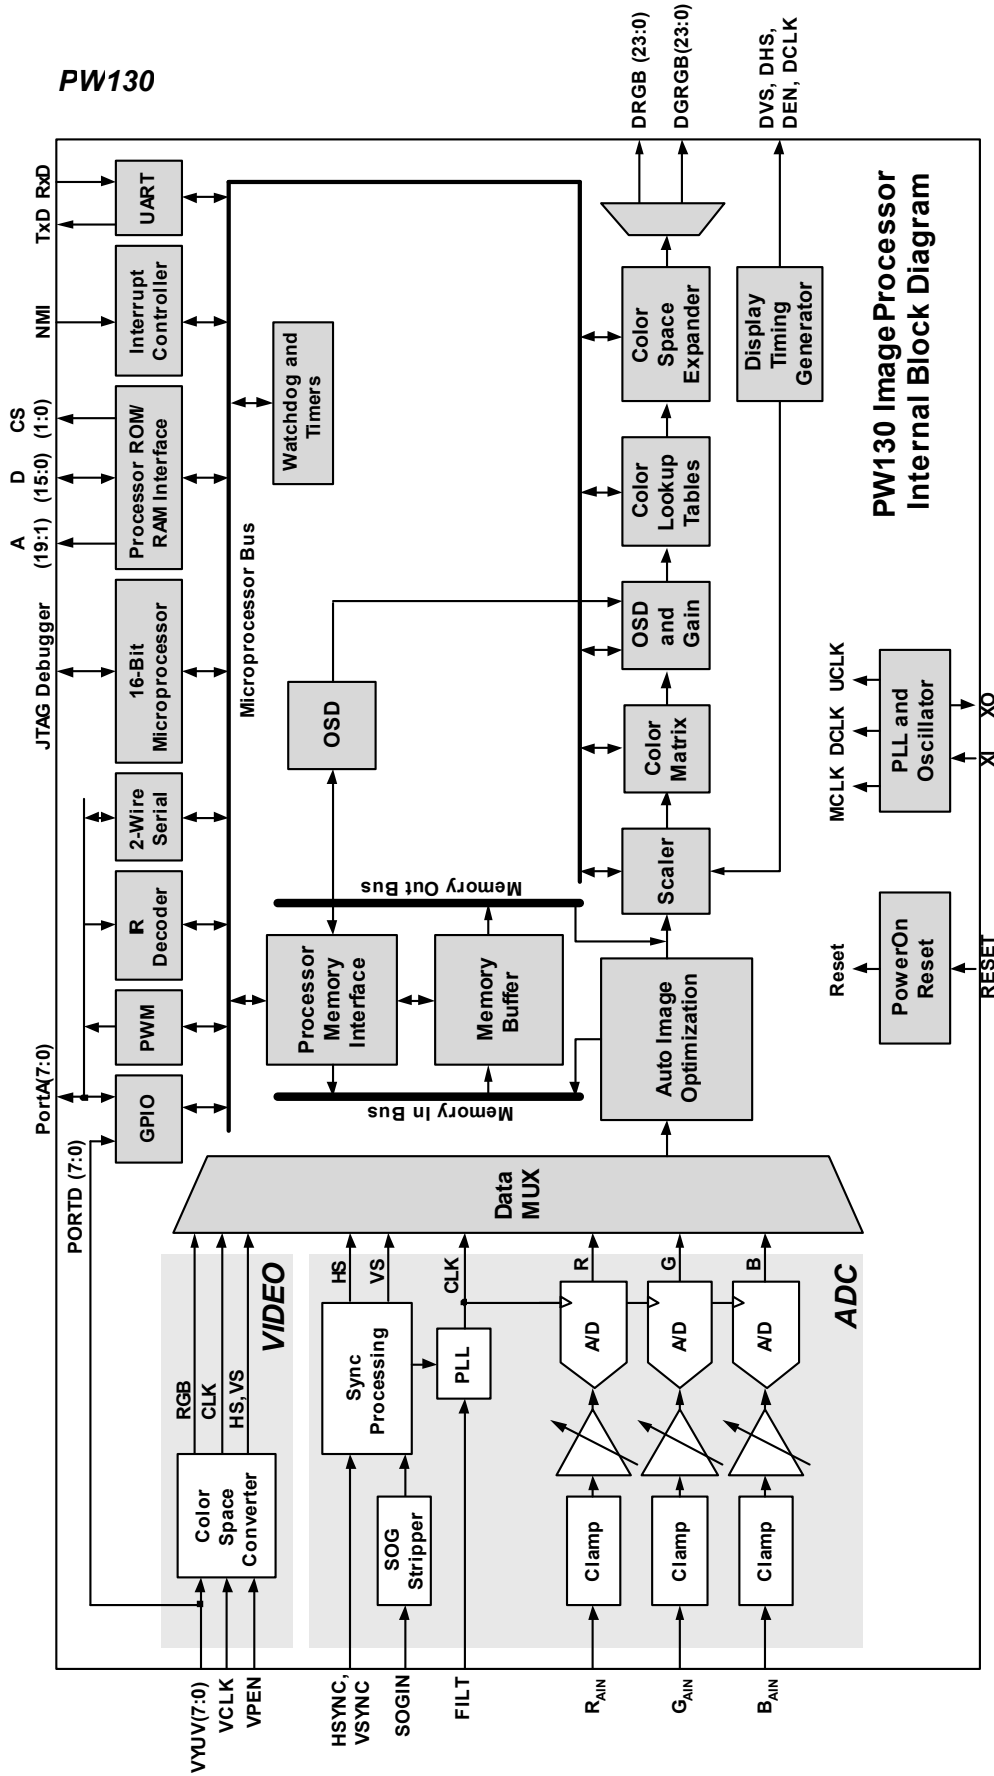 PW130
PortA(7:0)
PORTD (7:0)
JTAG Debugger
A
(19:1)
D
(15:0)
CS
(1:0)
NMI
TxD
RxD
GPIO
PWM
R
Decoder
2-Wire
Serial
16-Bit
Microprocessor
Processor ROM/
RAM Interface
Interrupt
Controller
UART
Microprocessor Bus
Watchdog and
Timers
OSD
Processor
Memory
Interface
Memory
Buffer
Memory In Bus
Memory Out Bus
VYUV(7:0)
VCLK
VPEN
Color
Space
Converter
RGB
CLK
HS,VS
VIDEO
HSYNC,
VSYNC
SOGIN
FILT
SOG
Stripper
Sync
Processing
PLL
HS
VS
CLK
Data
MUX
Auto Image
Optimization
Scaler
Color
Matrix
OSD
and
Gain
Color
Lookup
Tables
Color
Space
Expander
Display
Timing
Generator
DRGB (23:0)
DGRGB(23:0)
DVS, DHS,
DEN, DCLK
RAIN
GAIN
BAIN
Clamp
Clamp
Clamp
A/D
A/D
A/D
R
G
B
ADC
Reset
PowerOn
Reset
RESET
MCLK
DCLK
UCLK
PLL and
Oscillator
XI
XO
PW130 Image Processor
Internal Block Diagram